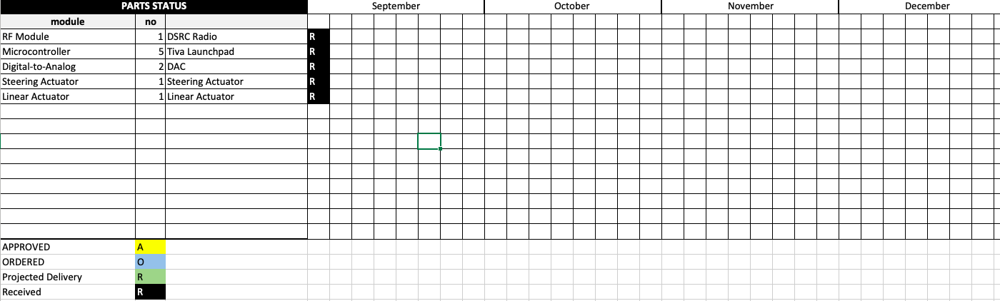 PARTS STATUS September October November December
module no
RF Module 1 DSRC Radio R
Microcontroller 5 Tiva Launchpad R
Digital-to-Analog 2 DAC R
Steering Actuator 1 Steering Actuator R
Linear Actuator 1 Linear Actuator R
APPROVED A
ORDERED O
Projected Delivery R
Received R